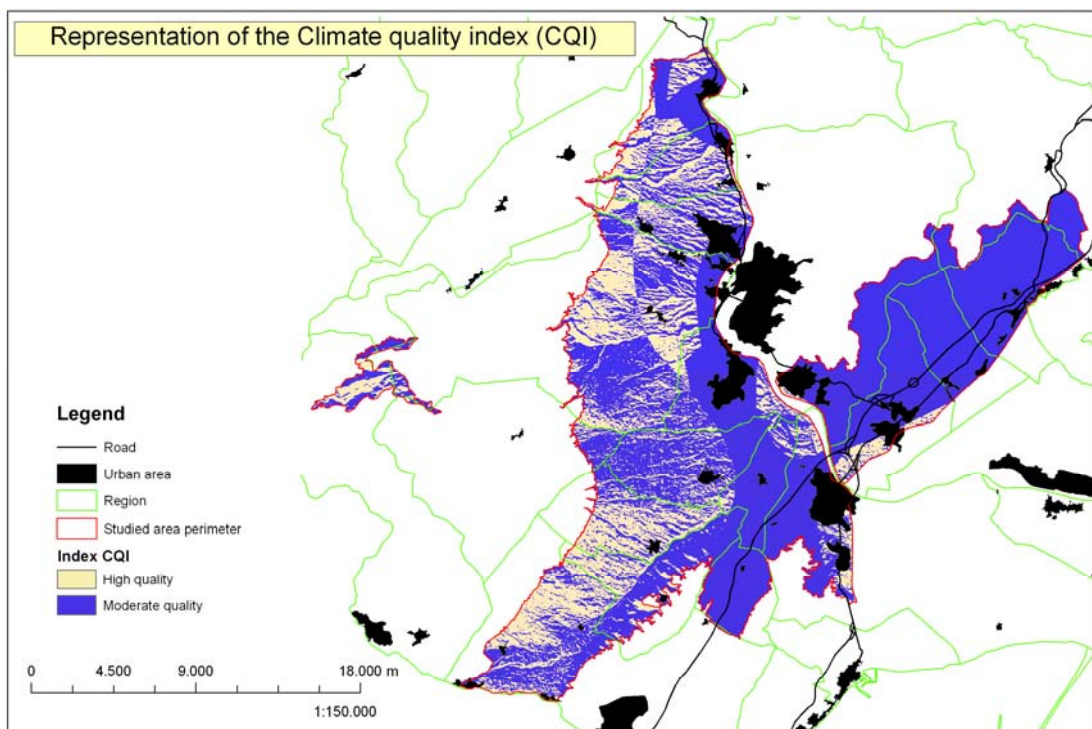 Representation of the Climate quality index (CQI)
Legend
Road
Urban area
Region
Studied area perimeter
Index CQI
High quality
Moderate quality
0 4.500 9.000 18.000 m
1:150.000